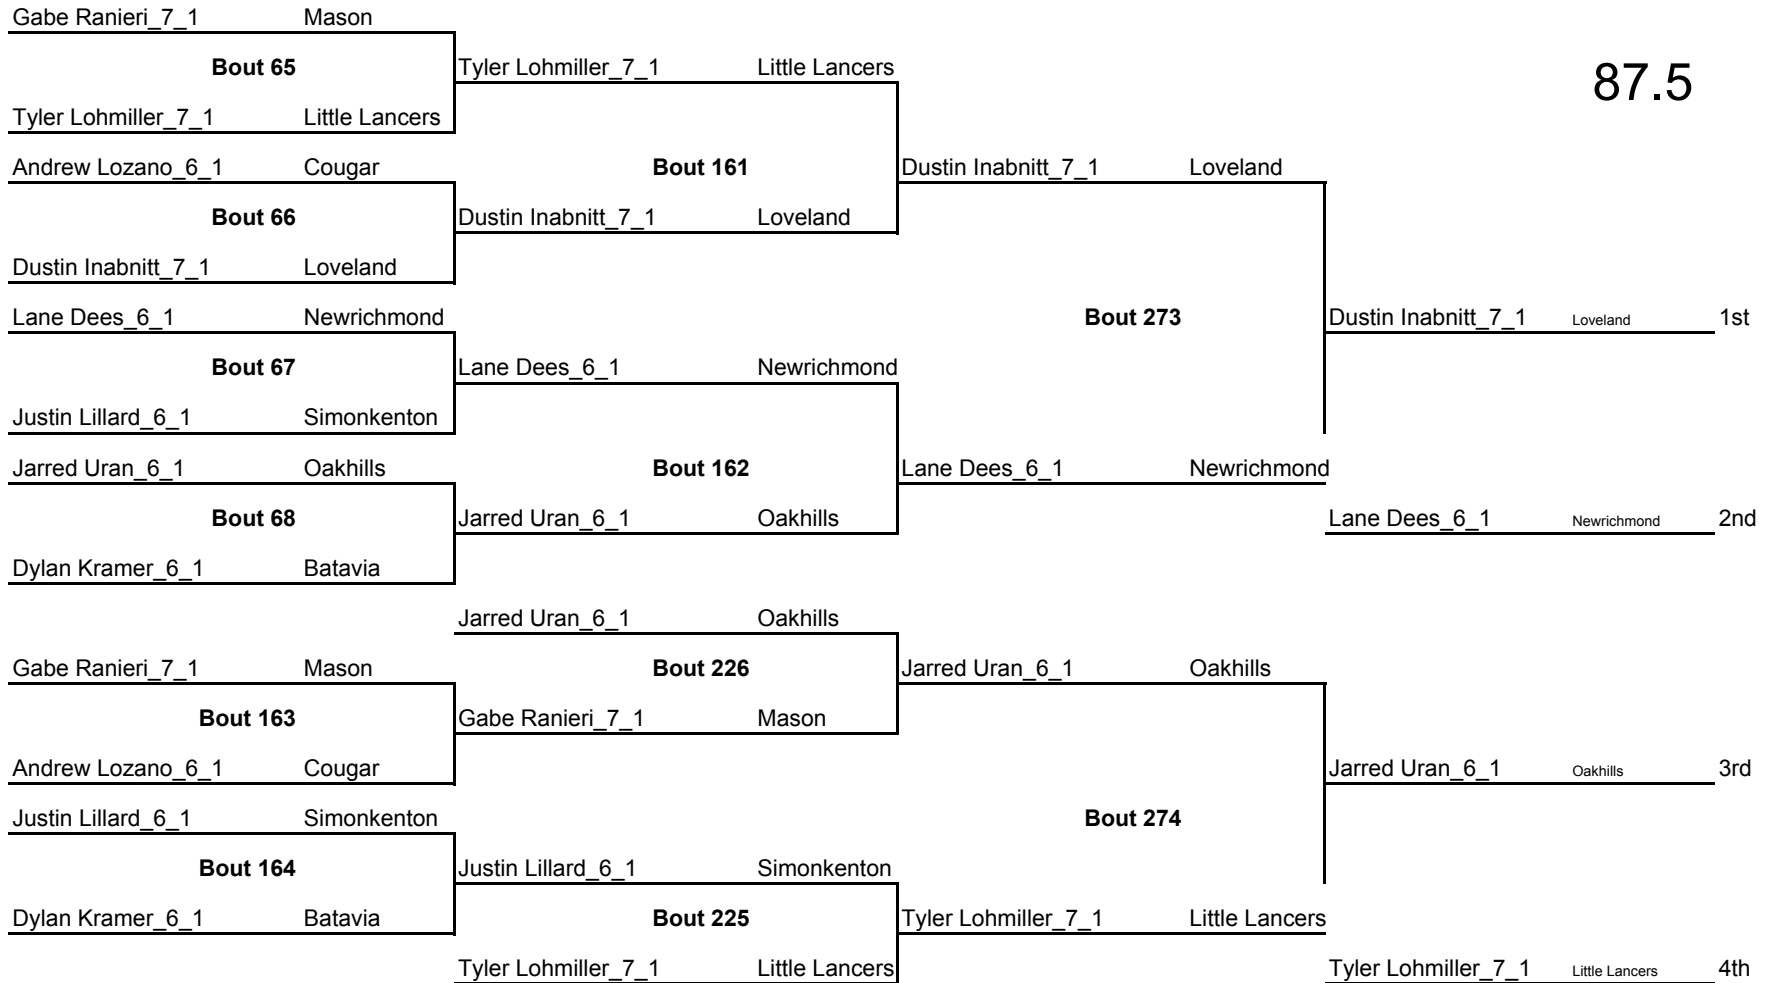 Gabe Ranieri_7_1 Mason
Bout 65 Tyler Lohmiller_7_1 Little Lancers 87.5
Tyler Lohmiller_7_1 Little Lancers
Andrew Lozano_6_1 Cougar Bout 161 Dustin Inabnitt_7_1 Loveland
Bout 66 Dustin Inabnitt_7_1 Loveland
Dustin Inabnitt_7_1 Loveland
Lane Dees_6_1 Newrichmond Bout 273 Dustin Inabnitt_7_1 Loveland 1st
Bout 67 Lane Dees_6_1 Newrichmond
Justin Lillard_6_1 Simonkenton
Jarred Uran_6_1 Oakhills Bout 162 Lane Dees_6_1 Newrichmond
Bout 68 Jarred Uran_6_1 Oakhills Lane Dees_6_1 Newrichmond 2nd
Dylan Kramer_6_1 Batavia
Jarred Uran_6_1 Oakhills
Gabe Ranieri_7_1 Mason Bout 226 Jarred Uran_6_1 Oakhills
Bout 163 Gabe Ranieri_7_1 Mason
Andrew Lozano_6_1 Cougar Jarred Uran_6_1 Oakhills 3rd
Justin Lillard_6_1 Simonkenton Bout 274
Bout 164 Justin Lillard_6_1 Simonkenton
Dylan Kramer_6_1 Batavia Bout 225 Tyler Lohmiller_7_1 Little Lancers
Tyler Lohmiller_7_1 Little Lancers Tyler Lohmiller_7_1 Little Lancers 4th